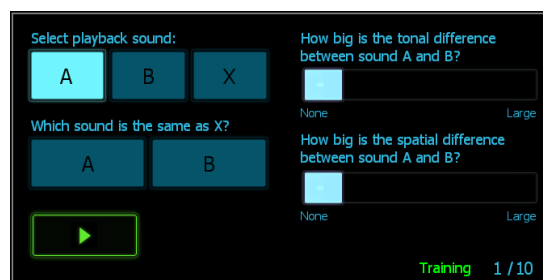 Select playback sound:
A B X
Which sound is the same as X?
A B
How big is the tonal difference
between sound A and B?
None Large
How big is the spatial difference
between sound A and B?
None Large
Training 1 / 10